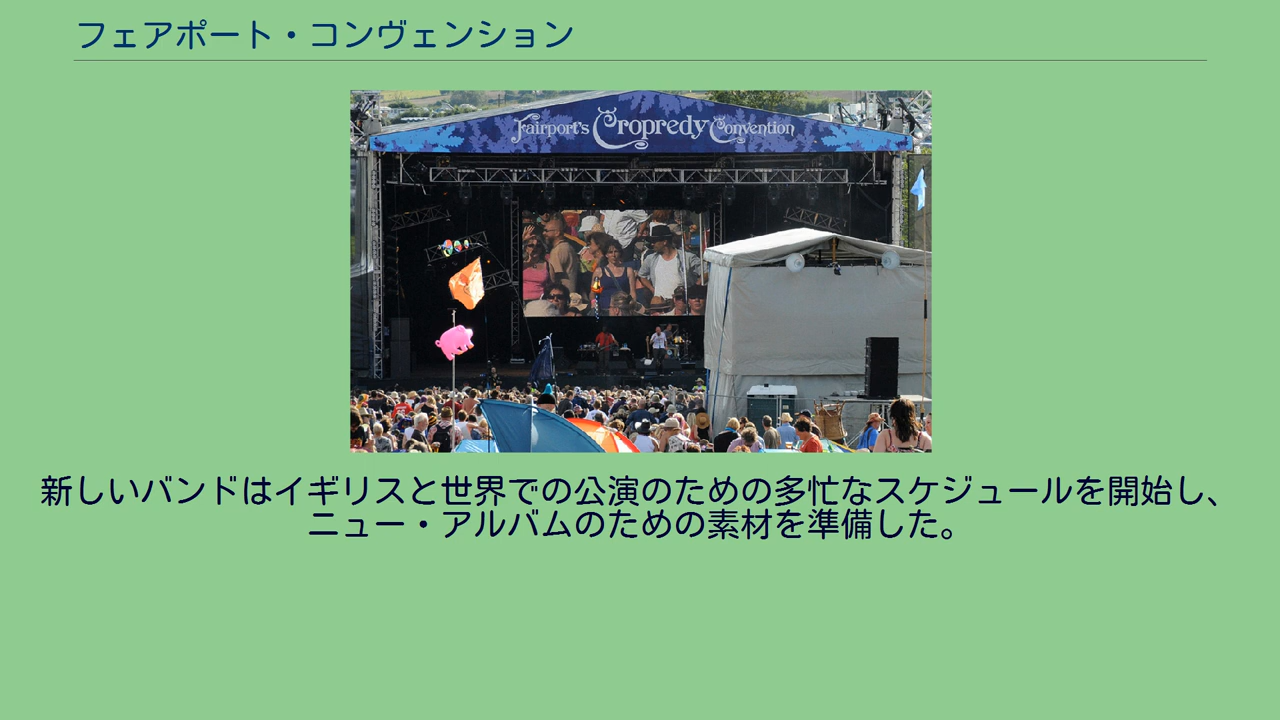 フェアポート・コンヴェンション
Fairport's Cropredy Convention
新しいバンドはイギリスと世界での公演のための多忙なスケジュールを開始し、
ニュー・アルバムのための素材を準備した。